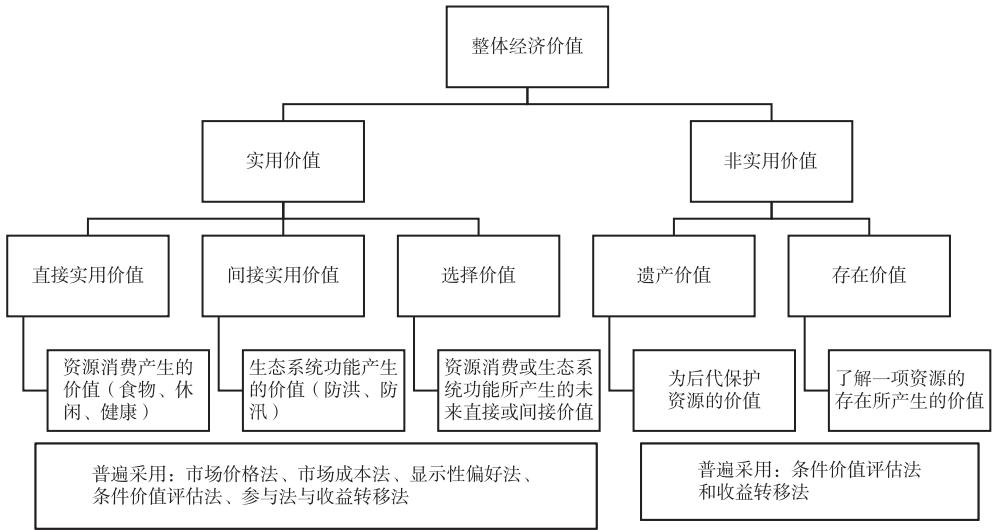 整体经济价值
实用价值
非实用价值
直接实用价值
间接实用价值
选择价值
遗产价值
存在价值
资源消费产生的
价值（食物、休
闲、健康）
生态系统功能产生
的价值（防洪、防
汛）
资源消费或生态系
统功能所产生的未
来直接或间接价值
为后代保护
资源的价值
了解一项资源的
存在所产生的价值
普遍采用：市场价格法、市场成本法、显示性偏好法、
条件价值评估法、参与法与收益转移法
普遍采用：条件价值评估法
和收益转移法